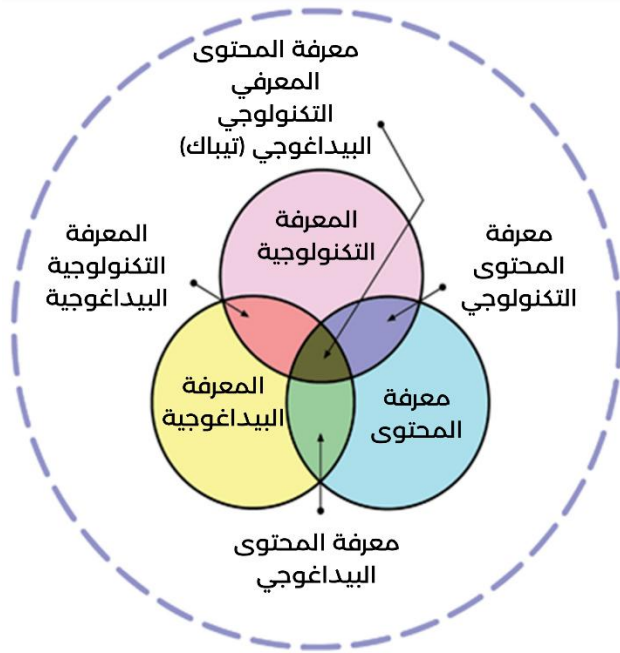 معرفة المحتوى
المعرفي
التكنولوجي
البيداغوجي (تيباك)
المعرفة
التكنولوجية
معرفة
المحتوى
التكنولوجي
المعرفة
التكنولوجية
البيداغوجية
معرفة
المحتوى
المعرفة
البيداغوجية
معرفة المحتوى
البيداغوجي